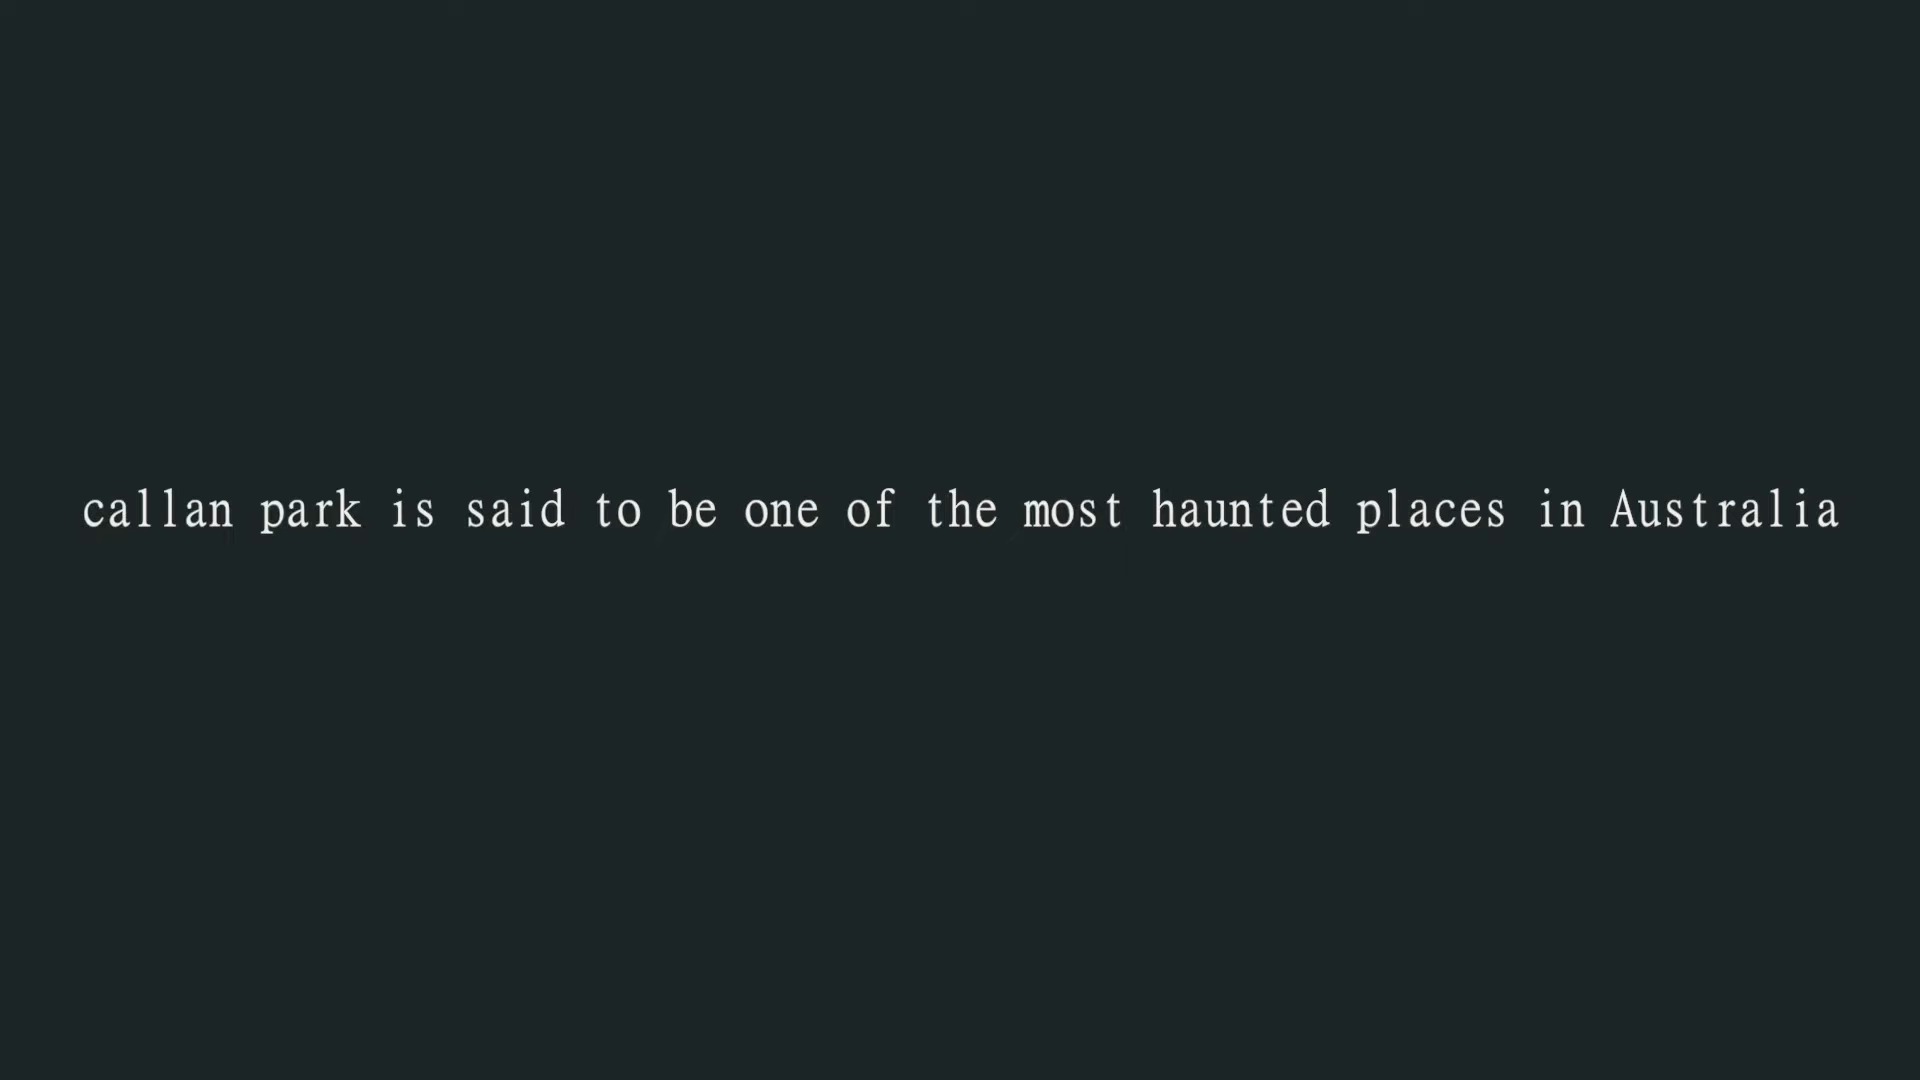 callan park is said to be one of the most haunted places in Australia